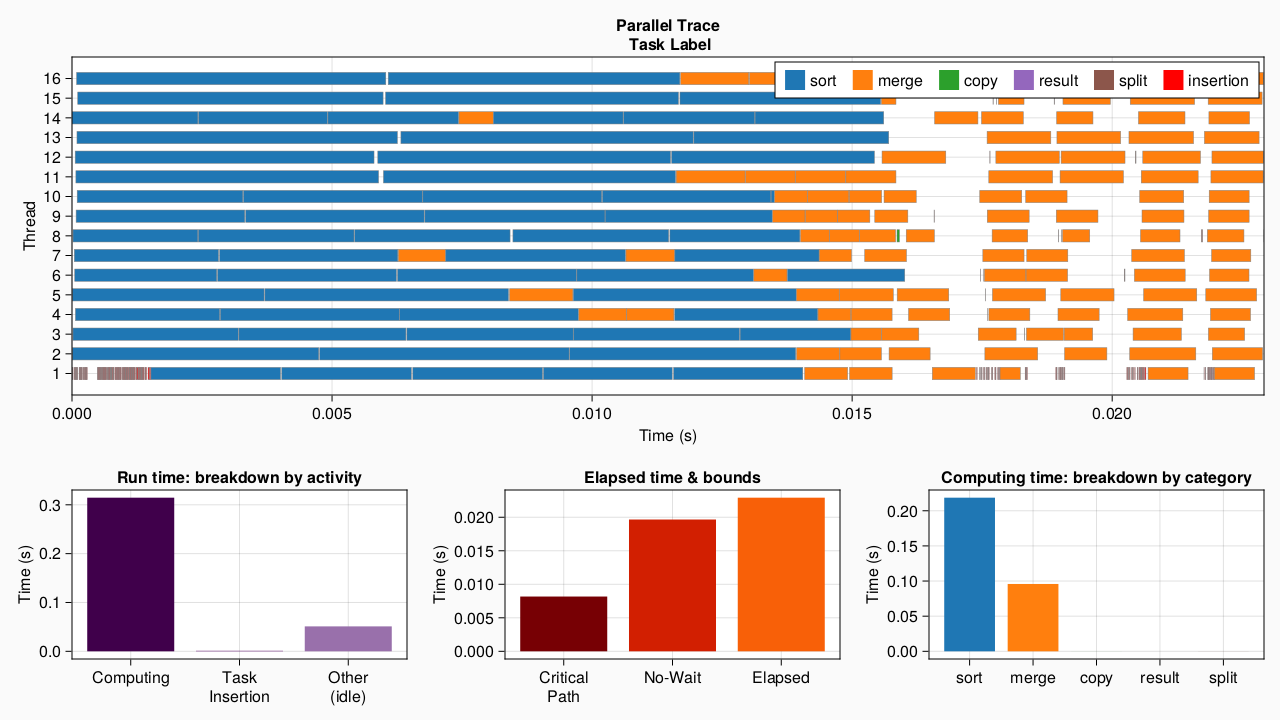 Parallel Trace
Task Label
sort merge copy result split insertion
Thread
16
15
14
13
12
11
10
9
8
7
6
5
4
3
2
1
0.000 0.005 0.010 0.015 0.020
Time (s)
Run time: breakdown by activity
Time (s)
0.3
0.2
0.1
0.0
Computing Task Insertion Other (idle)
Elapsed time & bounds
Time (s)
0.020
0.015
0.010
0.005
0.000
Critical Path No-Wait Elapsed
Computing time: breakdown by category
Time (s)
0.20
0.15
0.10
0.05
0.00
sort merge copy result split